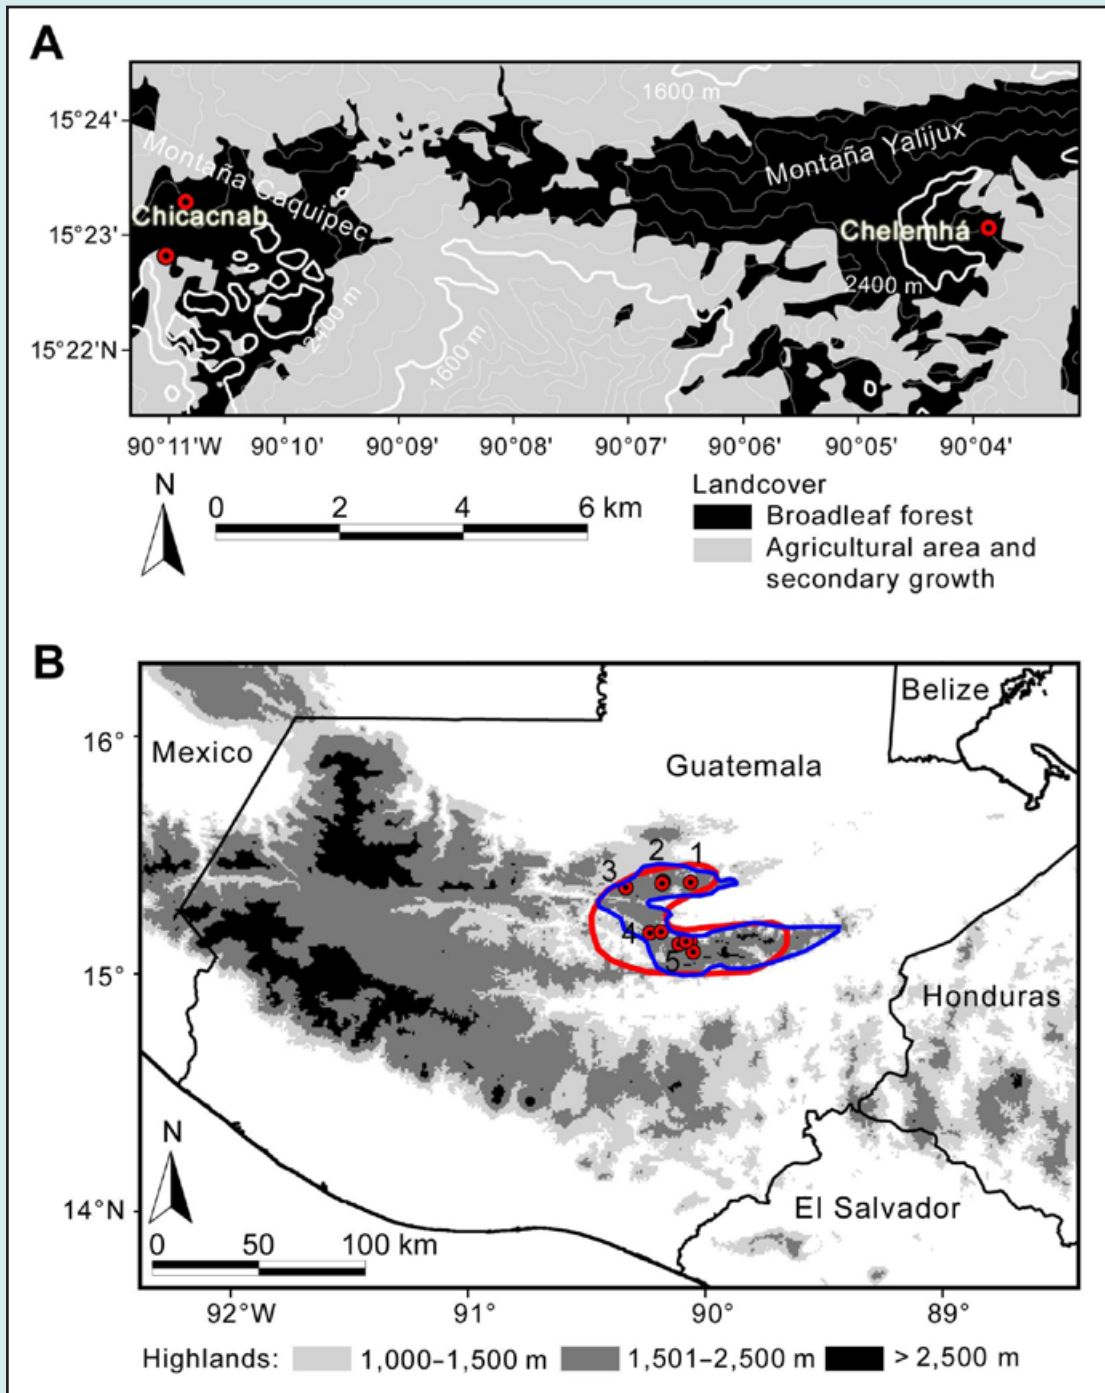 A
15°24'
15°23'
15°22'N
1600 m
Montaña Caquipec
Chicacnab
Montaña Yalijux
Chelemhá
2400 m
2400 m
1600 m
90°11'W 90°10' 90°09' 90°08' 90°07' 90°06' 90°05' 90°04'
N
0 2 4 6 km
Landcover
Broadleaf forest
Agricultural area and
secondary growth
B
16°
15°
14°N
Mexico
Guatemala
Belize
Honduras
El Salvador
3 2 1
4
5
N
0 50 100 km
92°W 91° 90° 89°
Highlands: 1,000–1,500 m 1,501–2,500 m > 2,500 m